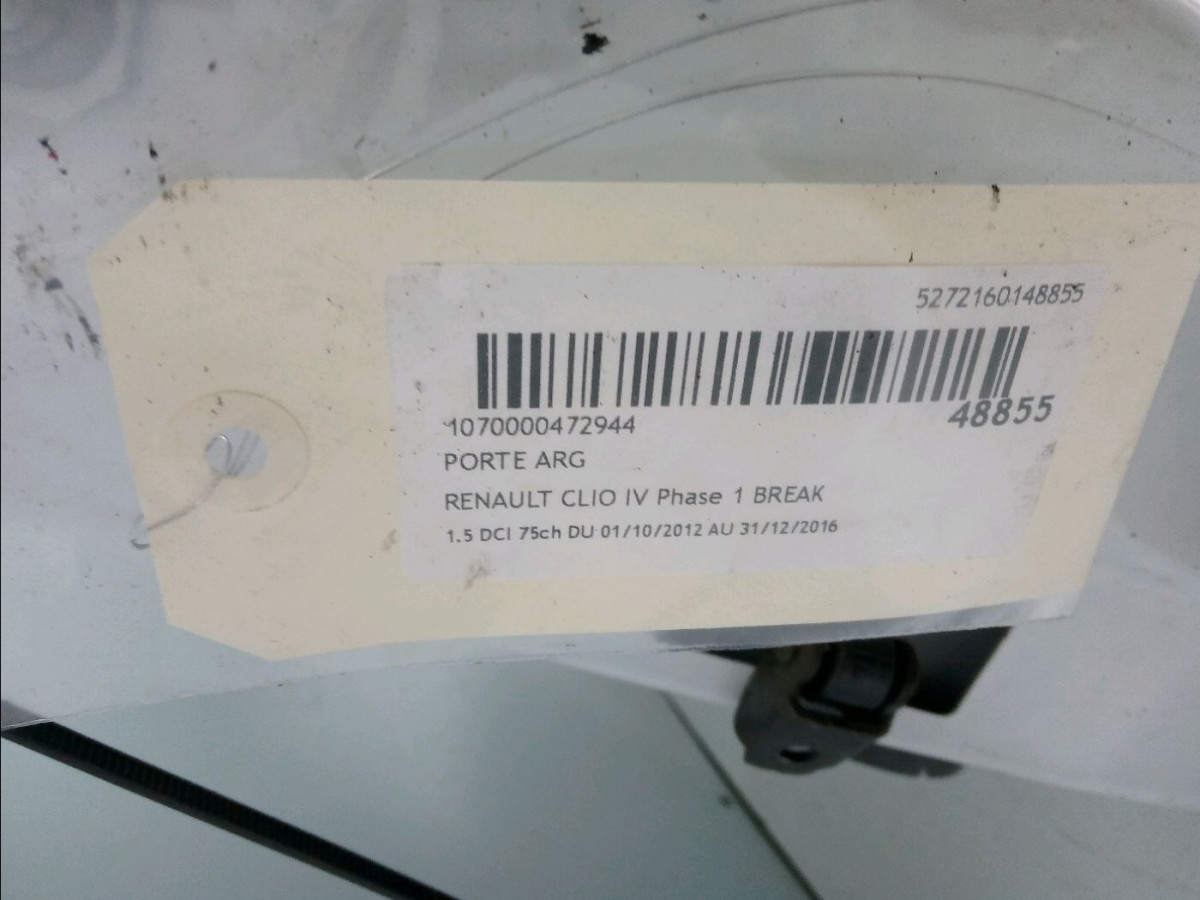 5272160148855
48855
1070000472944
PORTE ARG
RENAULT CLIO IV Phase 1 BREAK
1.5 DCI 75ch DU 01/10/2012 AU 31/12/2016